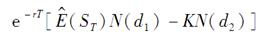 e^{-rT}[Ê(S_T)N(d_1) - KN(d_2)]